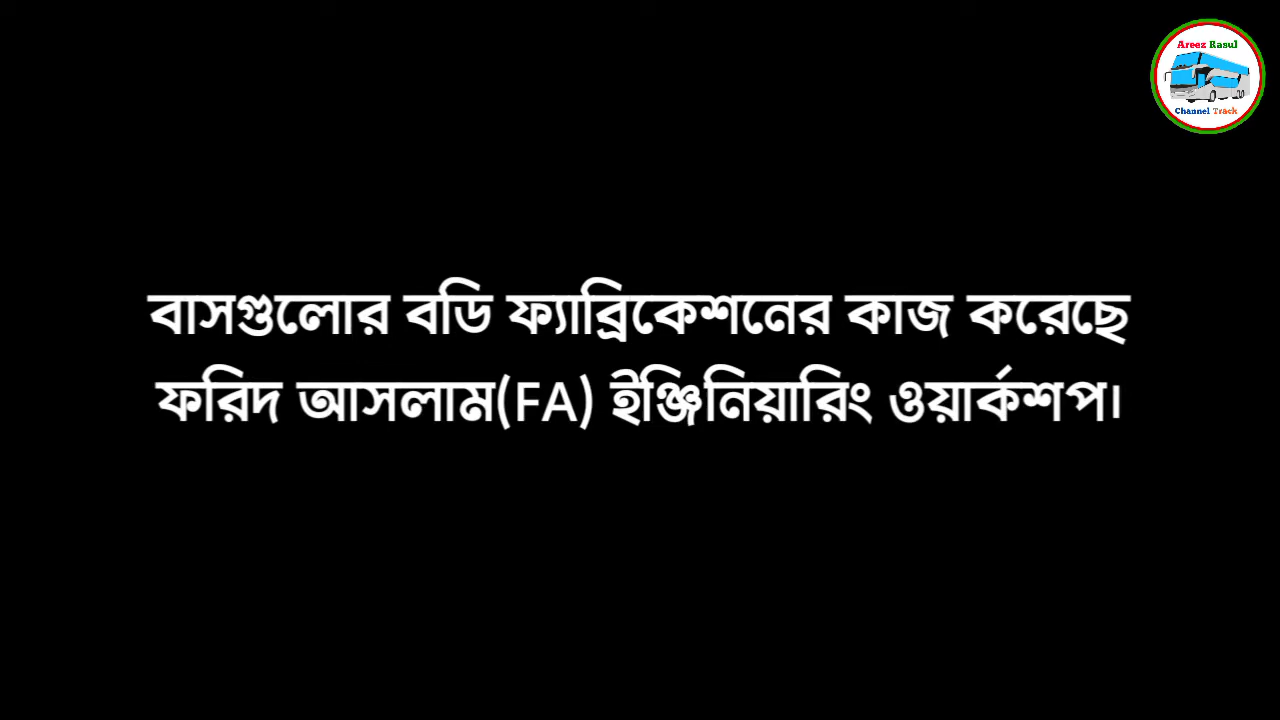 Areez Rasul
Channel Track
বাসগুলোর বডি ফ্যাব্রিকেশনের কাজ করেছে
ফরিদ আসলাম(FA) ইঞ্জিনিয়ারিং ওয়ার্কশপ।